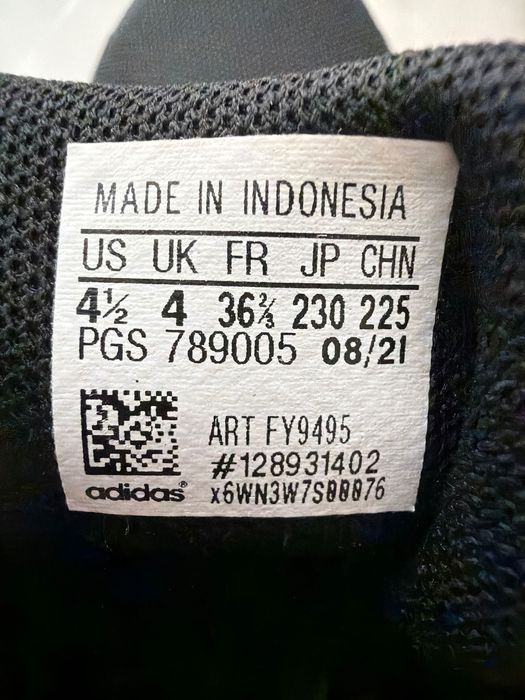 MADE IN INDONESIA
US UK FR JP CHN
4½ 4 36⅔ 230 225
PGS 789005 08/21
ART FY9495
#128931402
adidas®